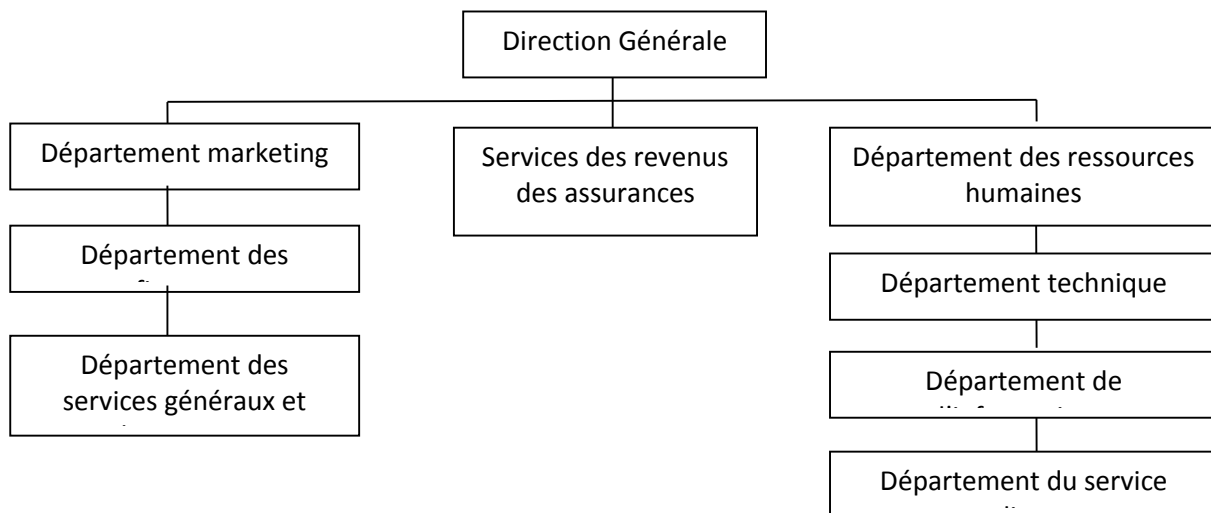 Direction Générale
Département marketing
Services des revenus
des assurances
Département des ressources
humaines
Département des
Département technique
Département des
services généraux et
Département de
Département du service